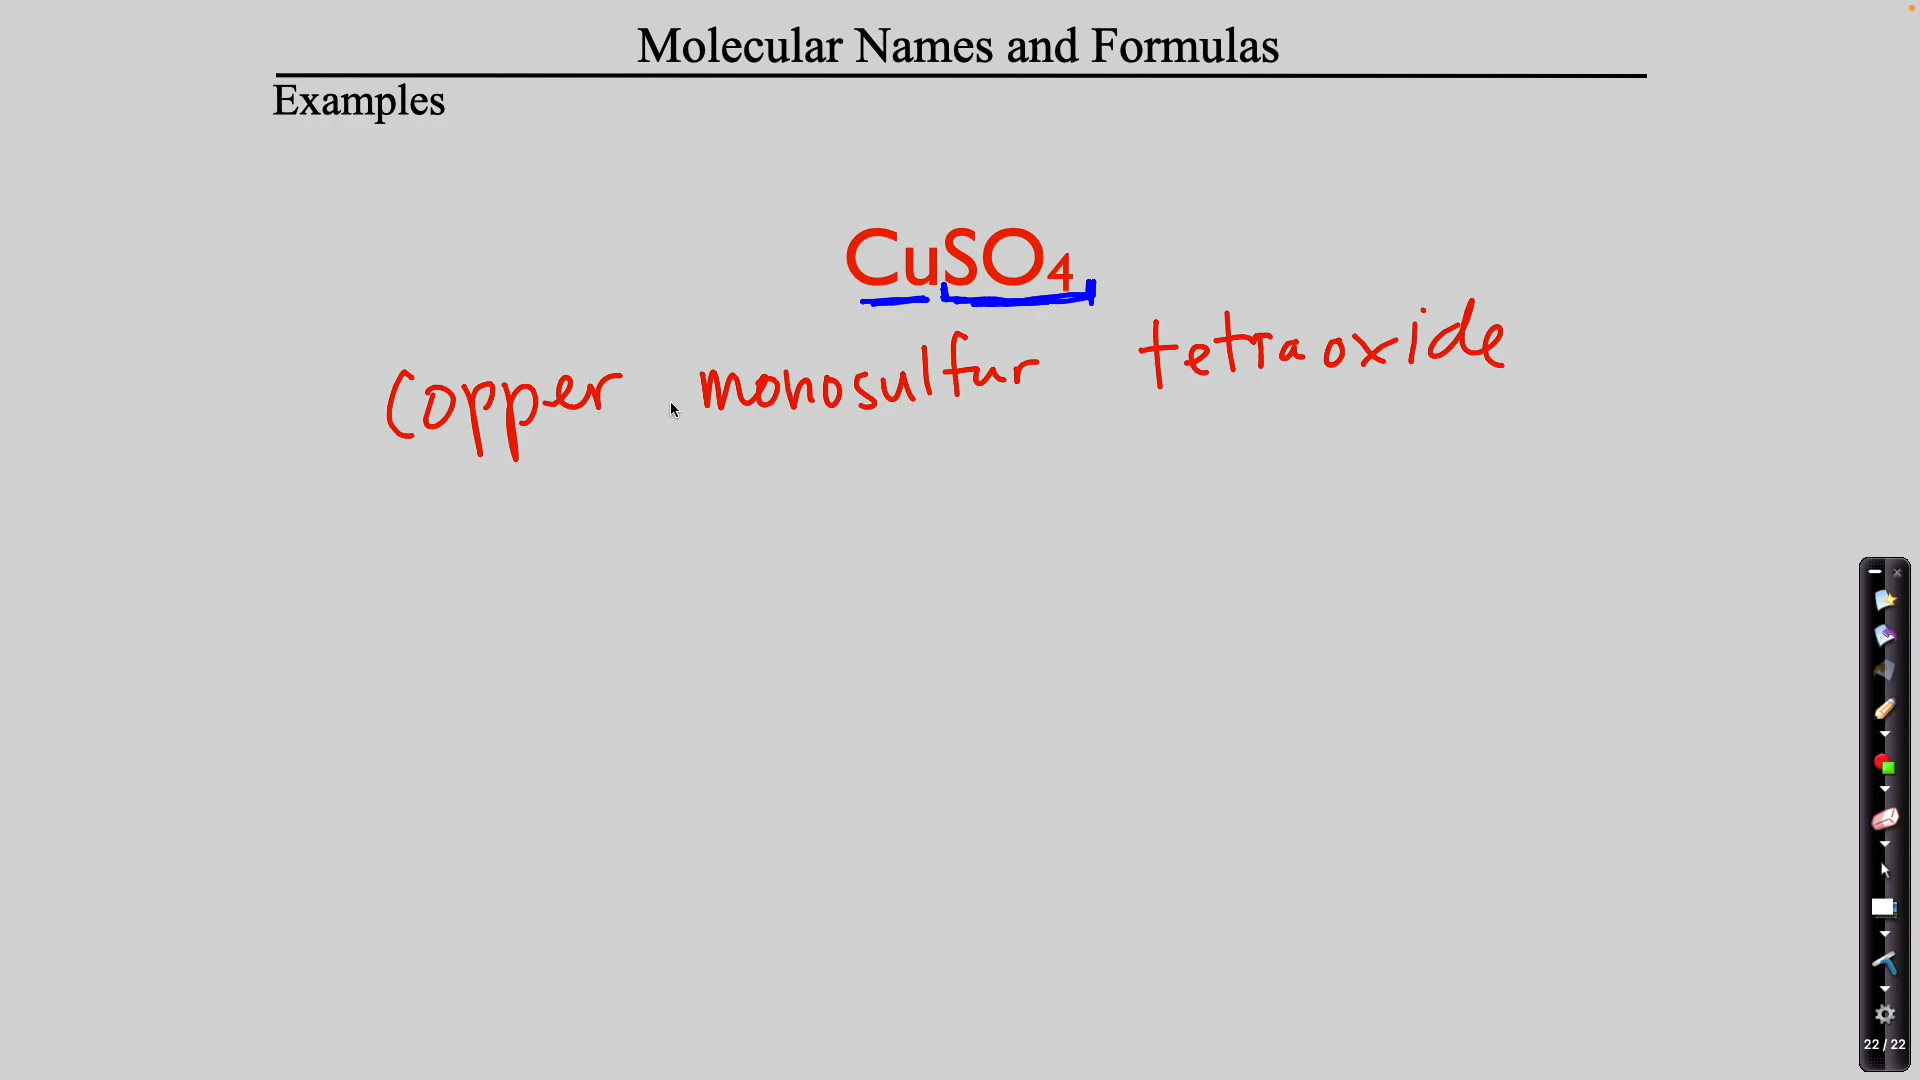 Molecular Names and Formulas
Examples
CuSO₄
Copper monosulfur tetraoxide
22 / 22